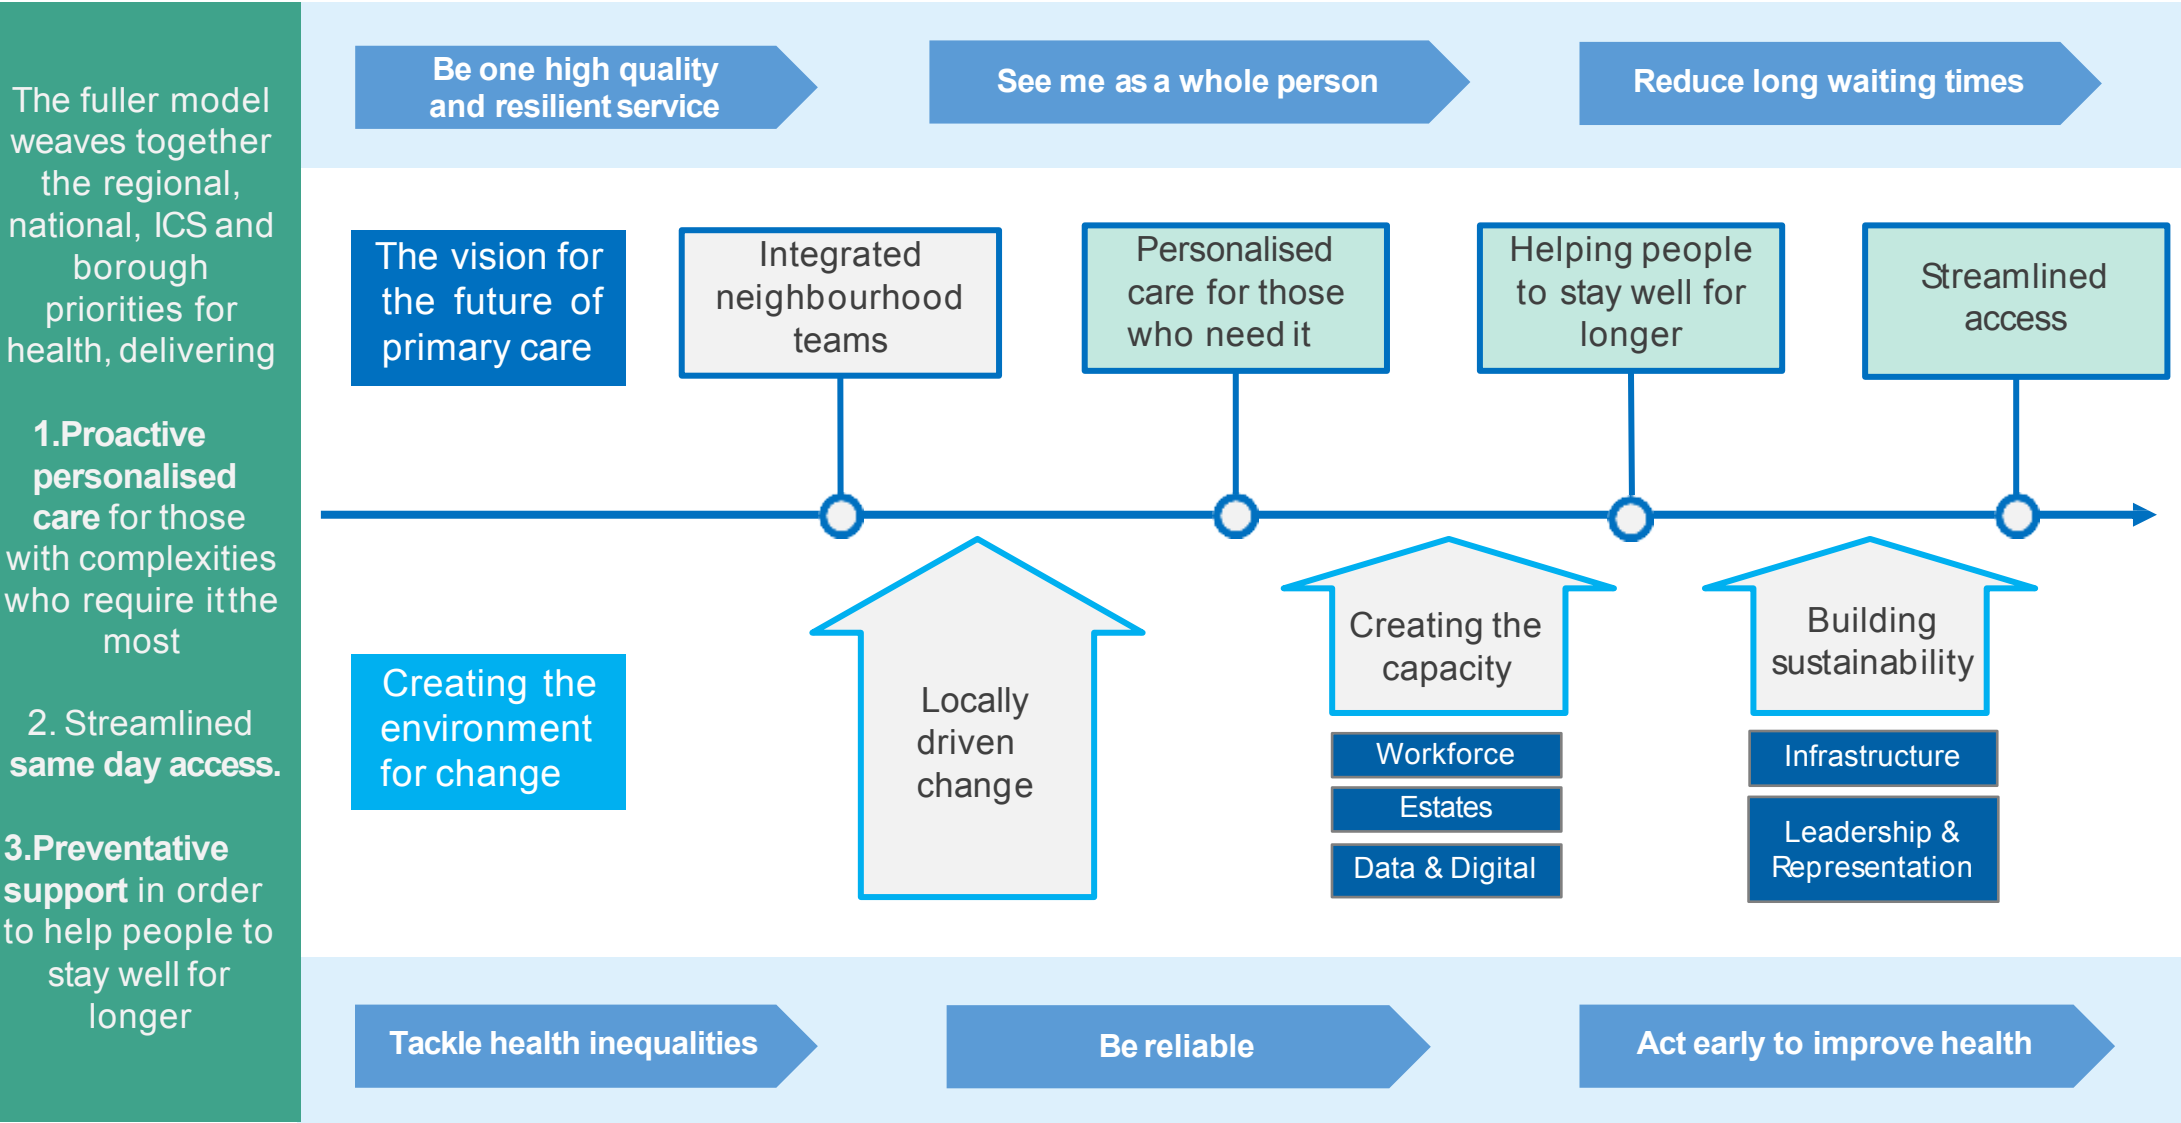 The fuller model
weaves together
the regional,
national, ICS and
borough
priorities for
health, delivering
1.Proactive
personalised
care for those
with complexities
who require it the
most
2. Streamlined
same day access.
3.Preventative
support in order
to help people to
stay well for
longer
Be one high quality
and resilient service
See me as a whole person
Reduce long waiting times
The vision for
the future of
primary care
Integrated
neighbourhood
teams
Personalised
care for those
who need it
Helping people
to stay well for
longer
Streamlined
access
Creating the
environment
for change
Locally
driven
change
Creating the
capacity
Workforce
Estates
Data & Digital
Building
sustainability
Infrastructure
Leadership &
Representation
Tackle health inequalities
Be reliable
Act early to improve health